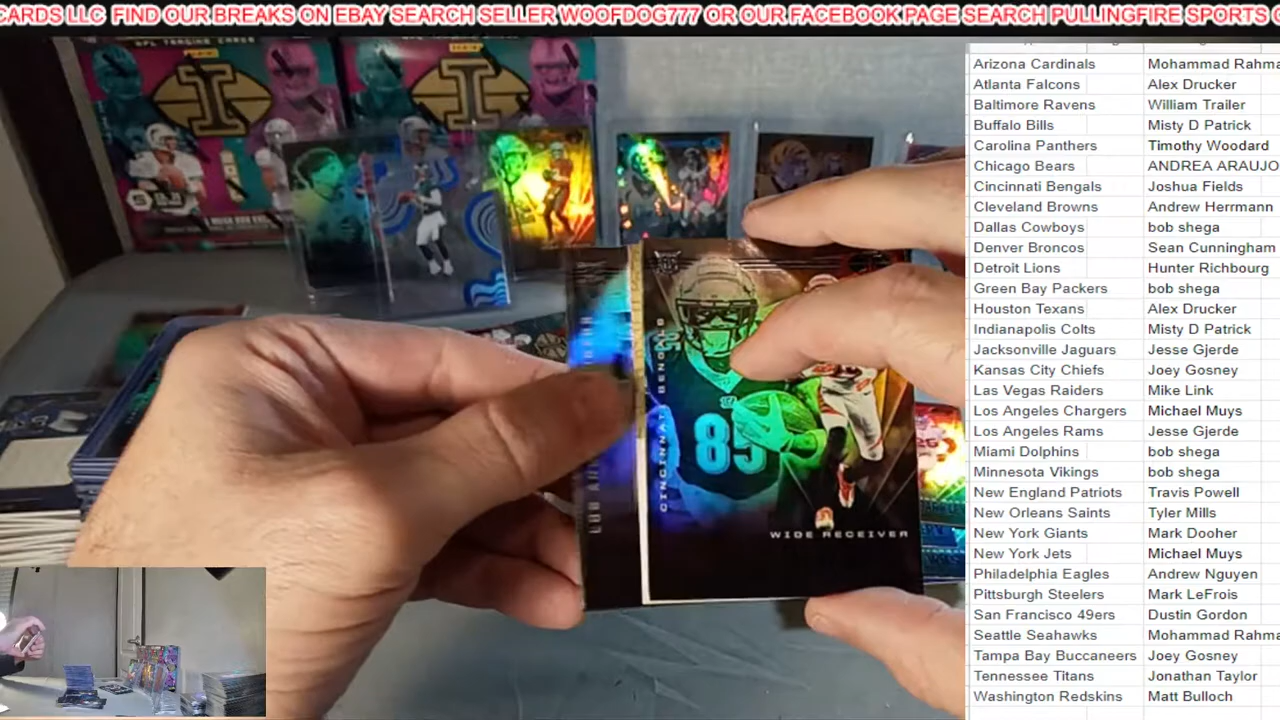 CARDS LLC FIND OUR BREAKS ON EBAY SEARCH SELLER WOOFDOG777 OR OUR FACEBOOK PAGE SEARCH PULLINGFIRE SPORTS
Arizona Cardinals Mohammad Rahma
Atlanta Falcons Alex Drucker
Baltimore Ravens William Trailer
Buffalo Bills Misty D Patrick
Carolina Panthers Timothy Woodard
Chicago Bears ANDREA ARAUJO
Cincinnati Bengals Joshua Fields
Cleveland Browns Andrew Herrmann
Dallas Cowboys bob shega
Denver Broncos Sean Cunningham
Detroit Lions Hunter Richbourg
Green Bay Packers bob shega
Houston Texans Alex Drucker
Indianapolis Colts Misty D Patrick
Jacksonville Jaguars Jesse Gjerde
Kansas City Chiefs Joey Gosney
Las Vegas Raiders Mike Link
Los Angeles Chargers Michael Muys
Los Angeles Rams Jesse Gjerde
Miami Dolphins bob shega
Minnesota Vikings bob shega
New England Patriots Travis Powell
New Orleans Saints Tyler Mills
New York Giants Mark Dooher
New York Jets Michael Muys
Philadelphia Eagles Andrew Nguyen
Pittsburgh Steelers Mark LeFrois
San Francisco 49ers Dustin Gordon
Seattle Seahawks Mohammad Rahma
Tampa Bay Buccaneers Joey Gosney
Tennessee Titans Jonathan Taylor
Washington Redskins Matt Bulloch
CINCINNATI BENGALS
85
WIDE RECEIVER